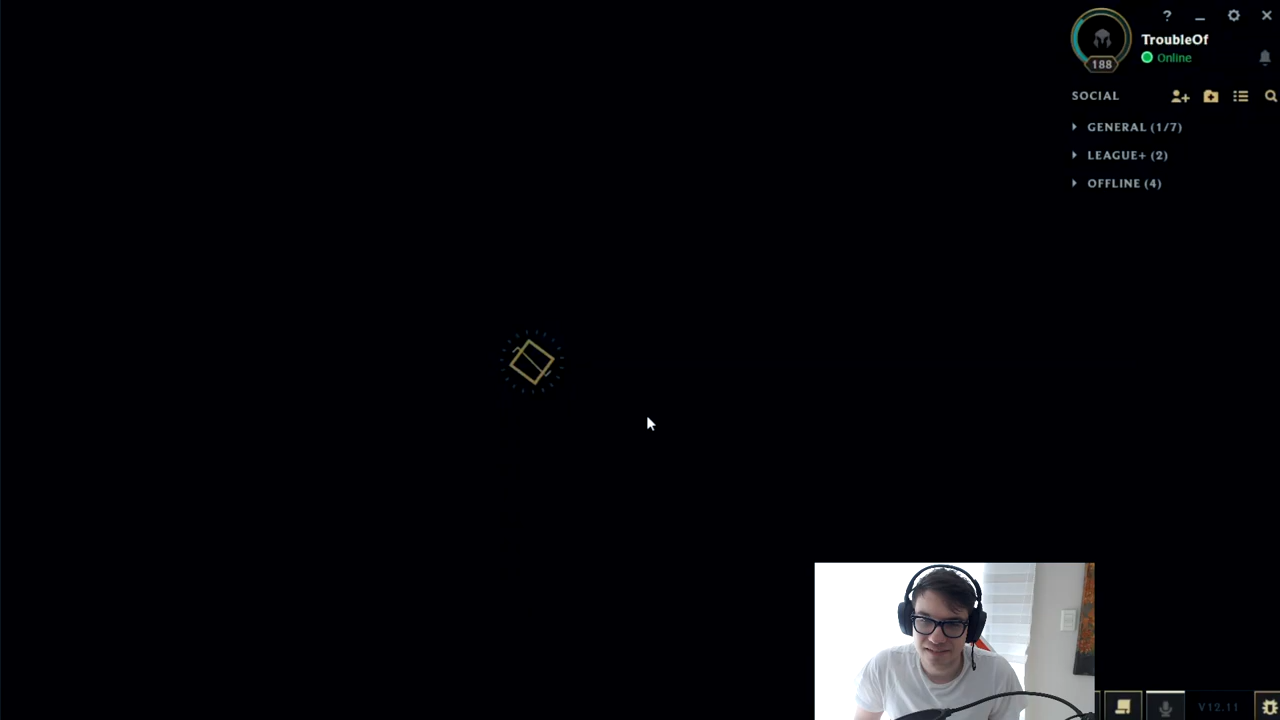 ?
TroubleOf
188
Online
SOCIAL
GENERAL (1/7)
LEAGUE+ (2)
OFFLINE (4)
V12.11